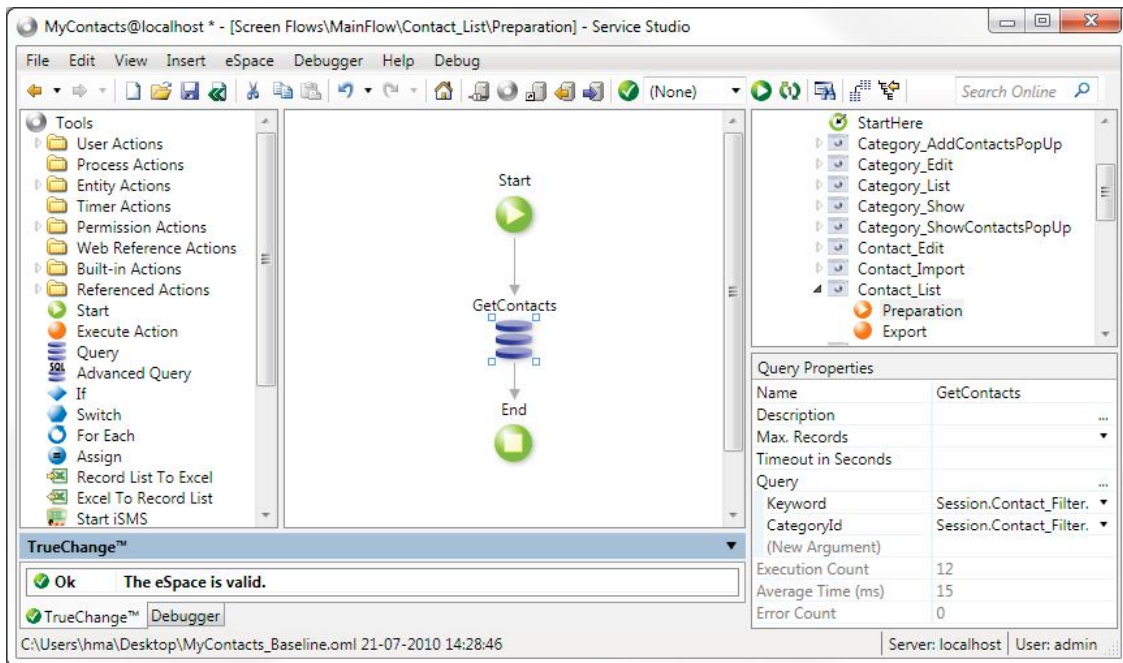 MyContacts@localhost * - [Screen Flows\MainFlow\Contact_List\Preparation] - Service Studio
File Edit View Insert eSpace Debugger Help Debug
(None) Search Online
Tools
User Actions
Process Actions
Entity Actions
Timer Actions
Permission Actions
Web Reference Actions
Built-in Actions
Referenced Actions
Start
Execute Action
Query
SQL Advanced Query
If
Switch
For Each
Assign
Record List To Excel
Excel To Record List
Start iSMS
Start
GetContacts
End
StartHere
Category_AddContactsPopUp
Category_Edit
Category_List
Category_Show
Category_ShowContactsPopUp
Contact_Edit
Contact_Import
Contact_List
Preparation
Export
Query Properties
Name GetContacts
Description ...
Max. Records
Timeout in Seconds
Query ...
Keyword Session.Contact_Filter.
CategoryId Session.Contact_Filter.
(New Argument)
Execution Count 12
Average Time (ms) 15
Error Count 0
TrueChange™
Ok The eSpace is valid.
TrueChange™ Debugger
C:\Users\hma\Desktop\MyContacts_Baseline.oml 21-07-2010 14:28:46 Server: localhost User: admin